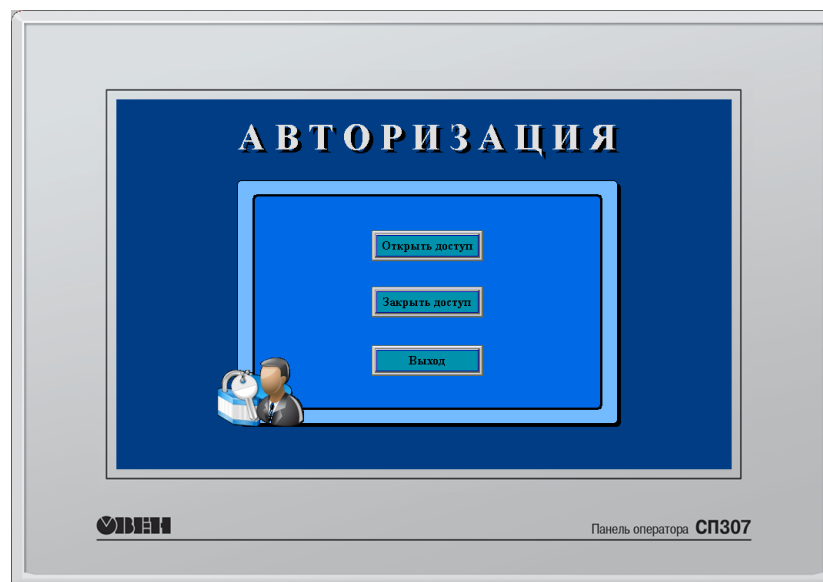 АВТОРИЗАЦИЯ
Открыть доступ
Закрыть доступ
Выход
ОВЕН
Панель оператора СП307